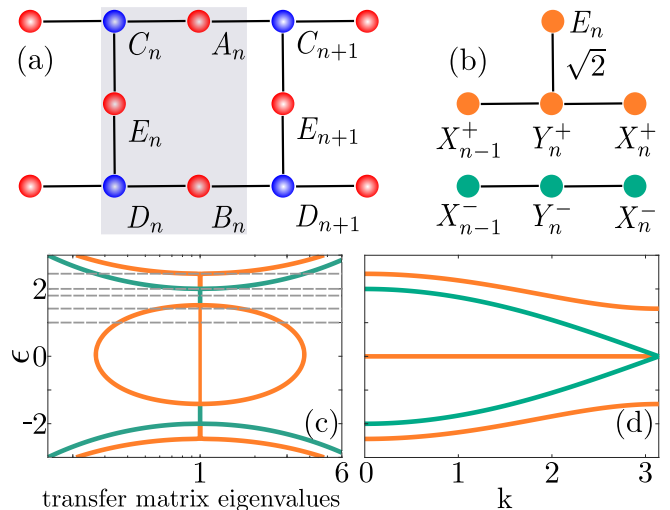 (a) C_n A_n C_{n+1}
E_n E_{n+1}
D_n B_n D_{n+1}
(b) E_n
√2
X^+_{n-1} Y^+_n X^+_n
X^-_{n-1} Y^-_n X^-_n
ϵ
2
0
-2
(c)
1 6
transfer matrix eigenvalues
(d)
0 1 2 3
k